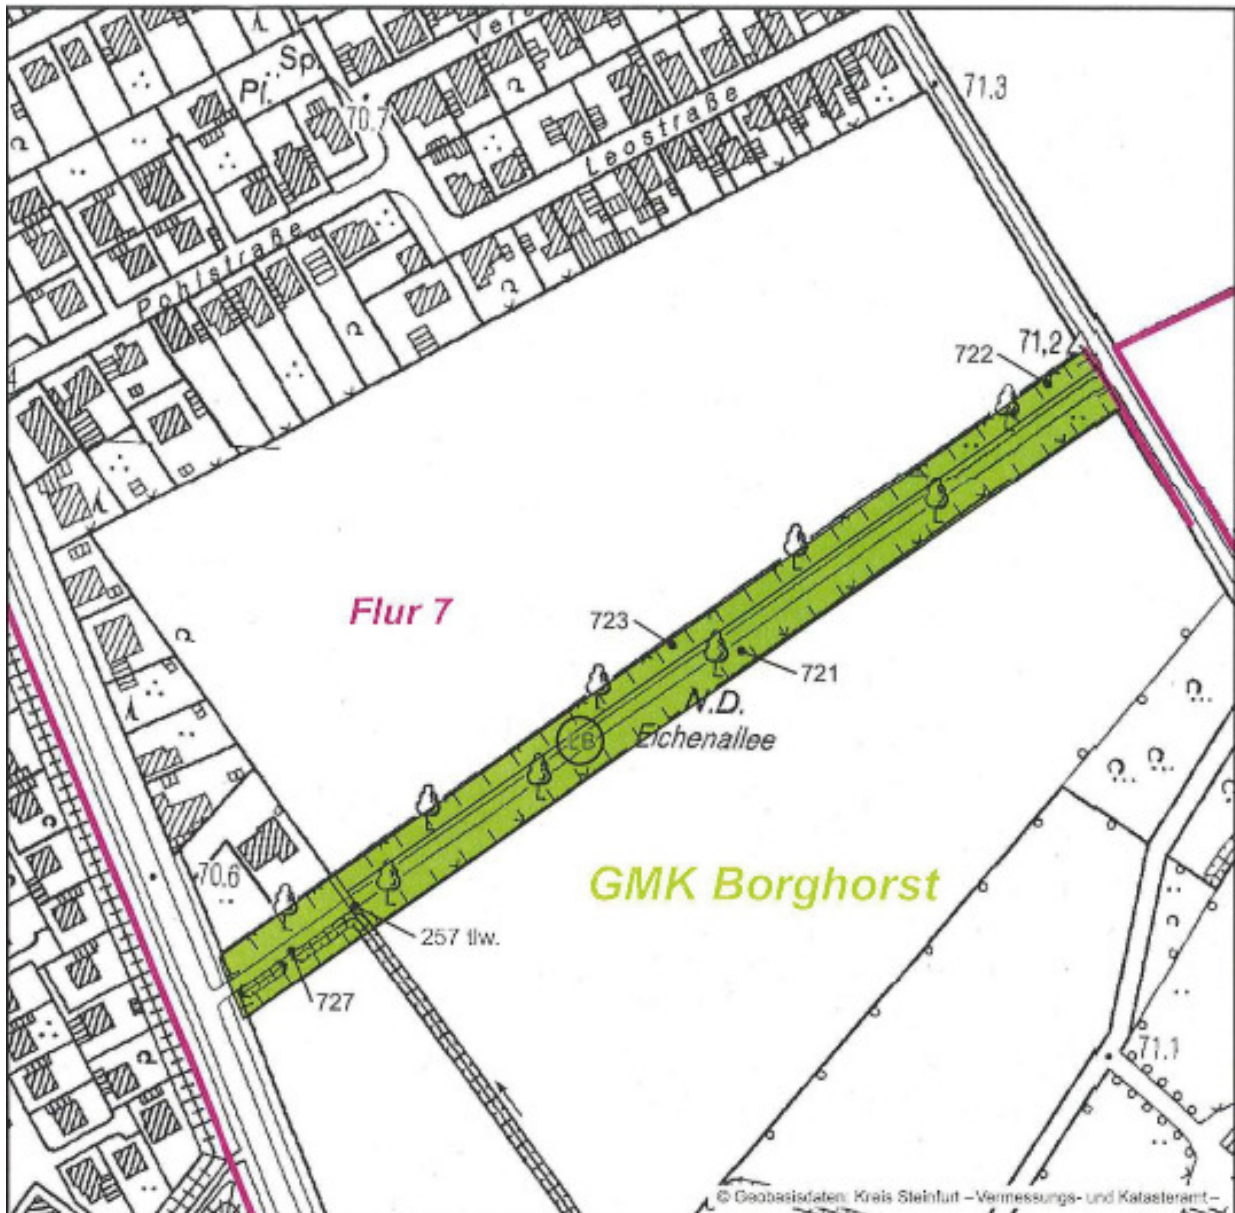 Sp.
Pl.
70.7
71.3
Leostraße
Pohlstraße
71,2
722
Flur 7
723
721
N.D.
Eichenallee
LB
GMK Borghorst
70.6
257 tlw.
727
71.1
© Geobasisdaten: Kreis Steinfurt – Vermessungs- und Katasteramt –